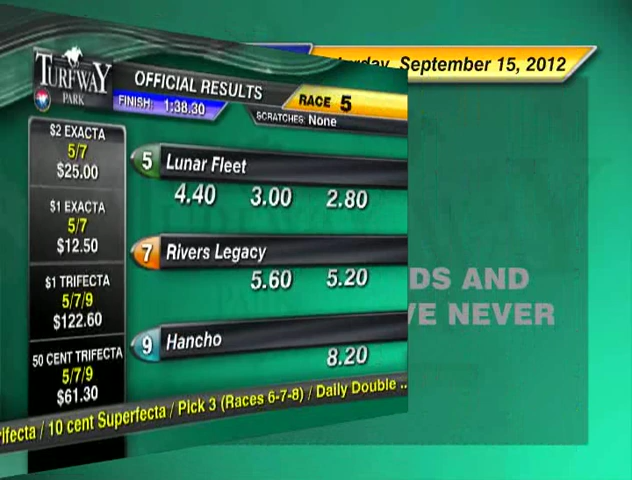 TURFWAY
PARK
OFFICIAL RESULTS
FINISH: 1:38.30
RACE 5
SCRATCHES: None
September 15, 2012
$2 EXACTA
5/7
$25.00
$1 EXACTA
5/7
$12.50
$1 TRIFECTA
5/7/9
$122.60
50 CENT TRIFECTA
5/7/9
$61.30
5 Lunar Fleet
4.40 3.00 2.80
7 Rivers Legacy
5.60 5.20
9 Hancho
8.20
DS AND
VE NEVER
ifecta / 10 cent Superfecta / Pick 3 (Races 6-7-8) / Daily Double ..